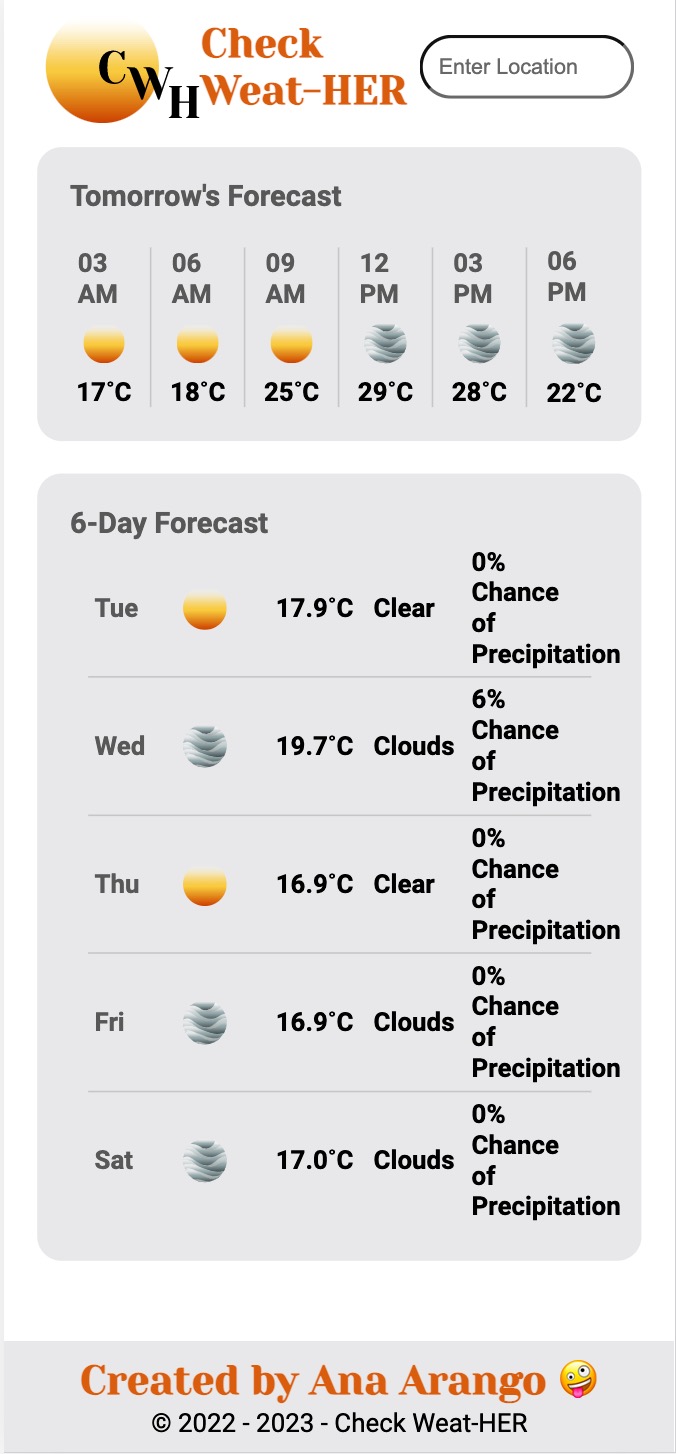 CWH
Check
Weat-HER
Enter Location
Tomorrow's Forecast
03 AM
06 AM
09 AM
12 PM
03 PM
06 PM
17°C
18°C
25°C
29°C
28°C
22°C
6-Day Forecast
Tue 17.9°C Clear 0% Chance of Precipitation
Wed 19.7°C Clouds 6% Chance of Precipitation
Thu 16.9°C Clear 0% Chance of Precipitation
Fri 16.9°C Clouds 0% Chance of Precipitation
Sat 17.0°C Clouds 0% Chance of Precipitation
Created by Ana Arango 🤪
© 2022 - 2023 - Check Weat-HER